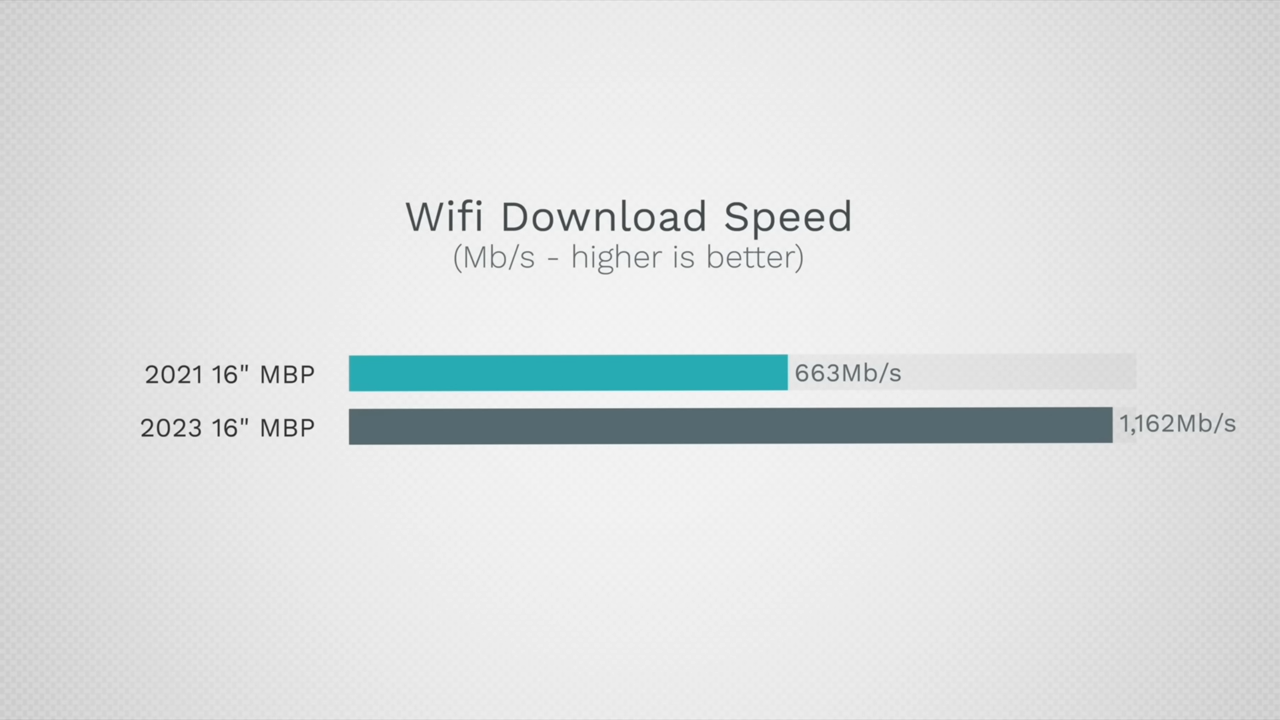 Wifi Download Speed
(Mb/s - higher is better)
2021 16" MBP 663Mb/s
2023 16" MBP 1,162Mb/s